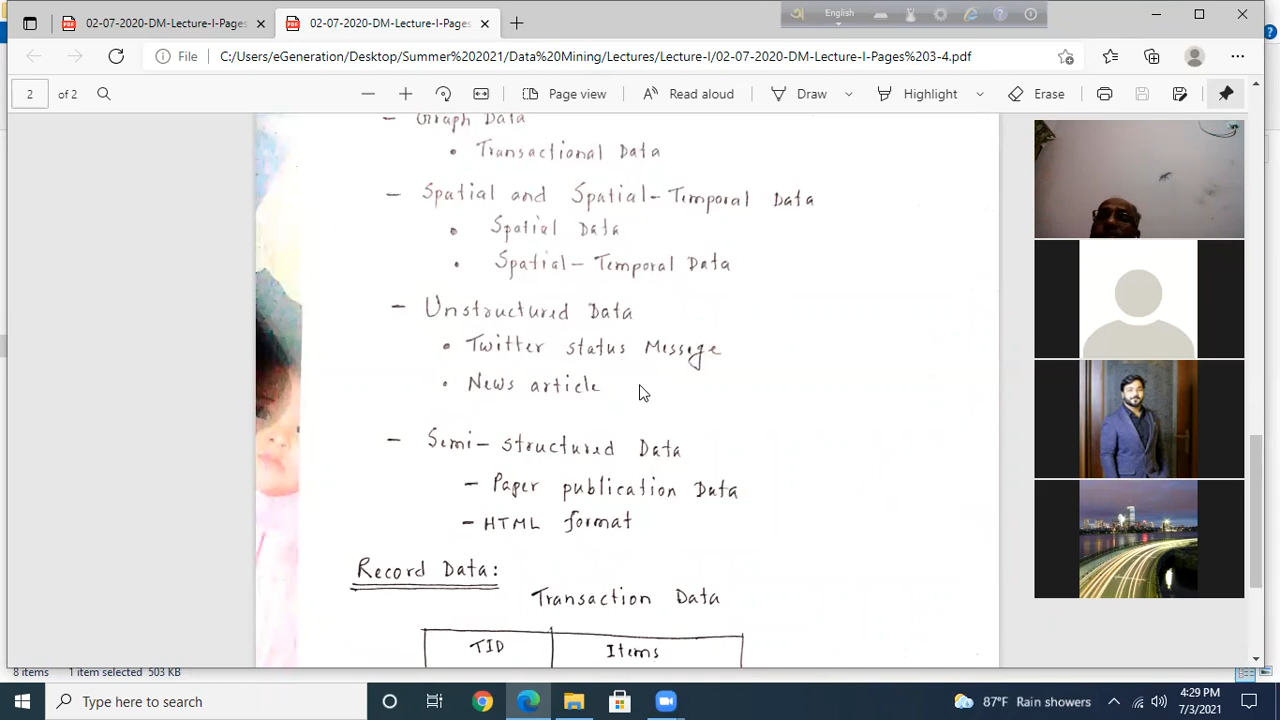 02-07-2020-DM-Lecture-I-Pages
02-07-2020-DM-Lecture-I-Pages
English
File
C:/Users/eGeneration/Desktop/Summer%202021/Data%20Mining/Lectures/Lecture-I/02-07-2020-DM-Lecture-I-Pages%203-4.pdf
2 of 2
Page view
Read aloud
Draw
Highlight
Erase
- Graph Data
• Transactional Data
- Spatial and Spatial-Temporal Data
• Spatial Data
• Spatial-Temporal Data
- Unstructured Data
• Twitter status Message
• News article
- Semi-structured Data
- Paper publication Data
- HTML format
Record Data:
Transaction Data
TID Items
8 items 1 item selected 503 KB
Type here to search
87°F Rain showers
4:29 PM
7/3/2021